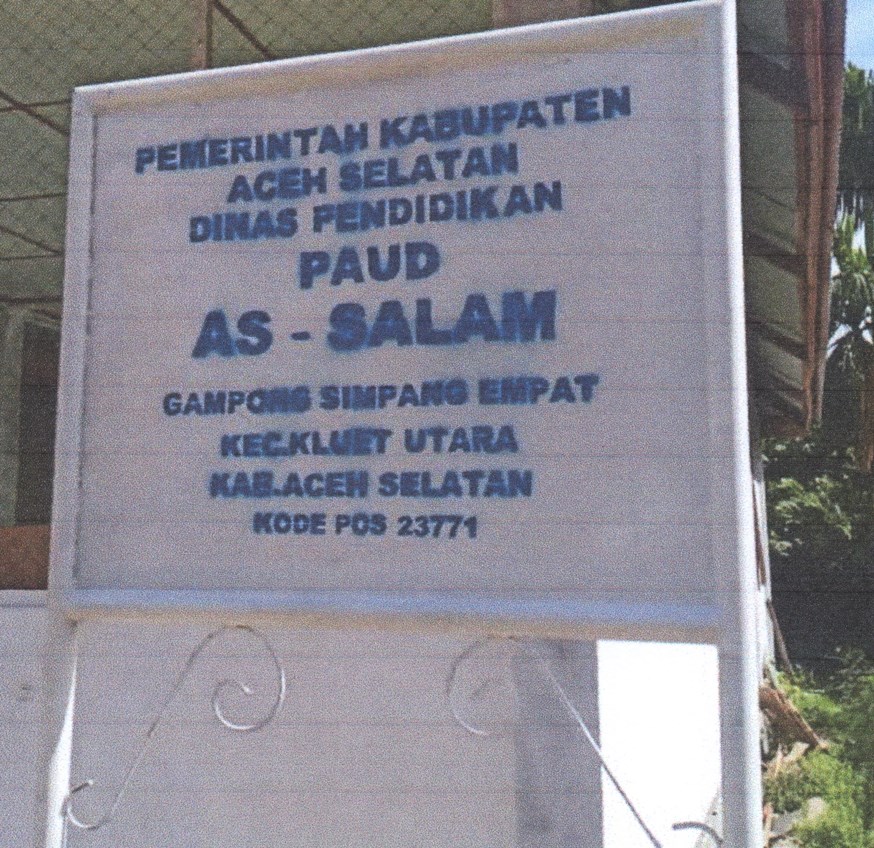 PEMERINTAH KABUPATEN
ACEH SELATAN
DINAS PENDIDIKAN
PAUD
AS - SALAM
GAMPONG SIMPANG EMPAT
KEC.KLUET UTARA
KAB.ACEH SELATAN
KODE POS 23771